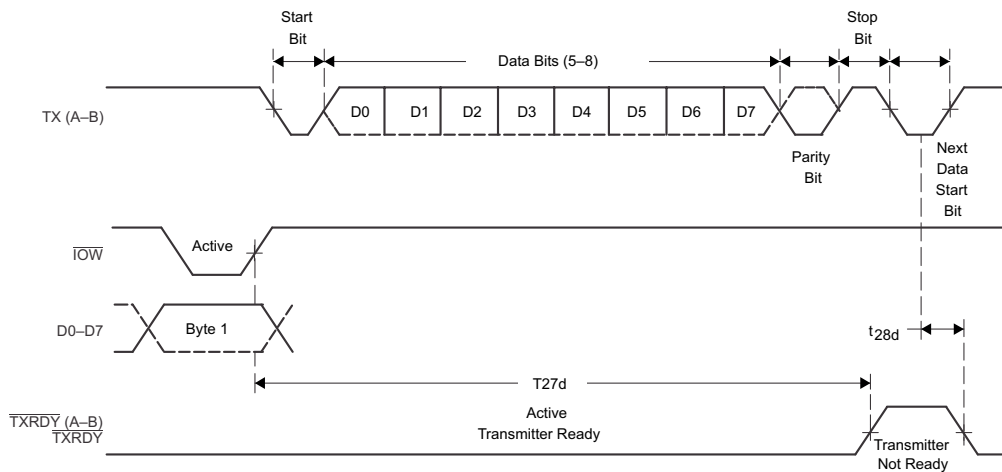 Start
Bit
Data Bits (5–8)
Stop
Bit
TX (A–B)
D0 D1 D2 D3 D4 D5 D6 D7
Parity
Bit
Next
Data
Start
Bit
IOW
Active
D0–D7
Byte 1
t28d
T27d
TXRDY (A–B)
TXRDY
Active
Transmitter Ready
Transmitter
Not Ready